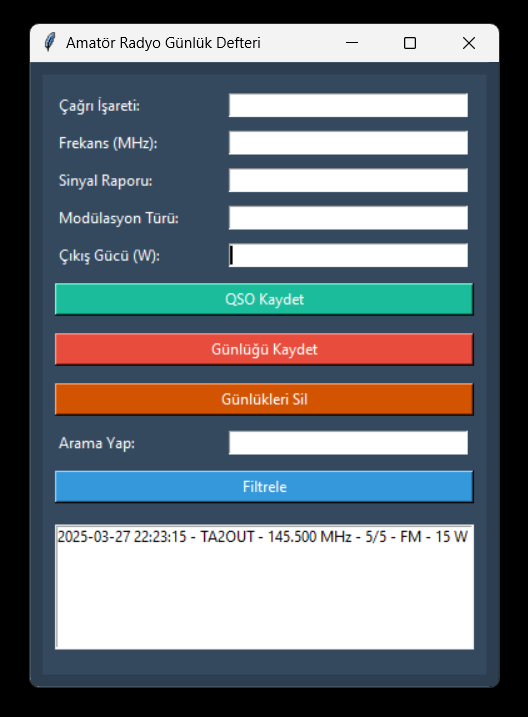 Amatör Radyo Günlük Defteri
Çağrı İşareti:
Frekans (MHz):
Sinyal Raporu:
Modülasyon Türü:
Çıkış Gücü (W):
QSO Kaydet
Günlüğü Kaydet
Günlükleri Sil
Arama Yap:
Filtrele
2025-03-27 22:23:15 - TA2OUT - 145.500 MHz - 5/5 - FM - 15 W